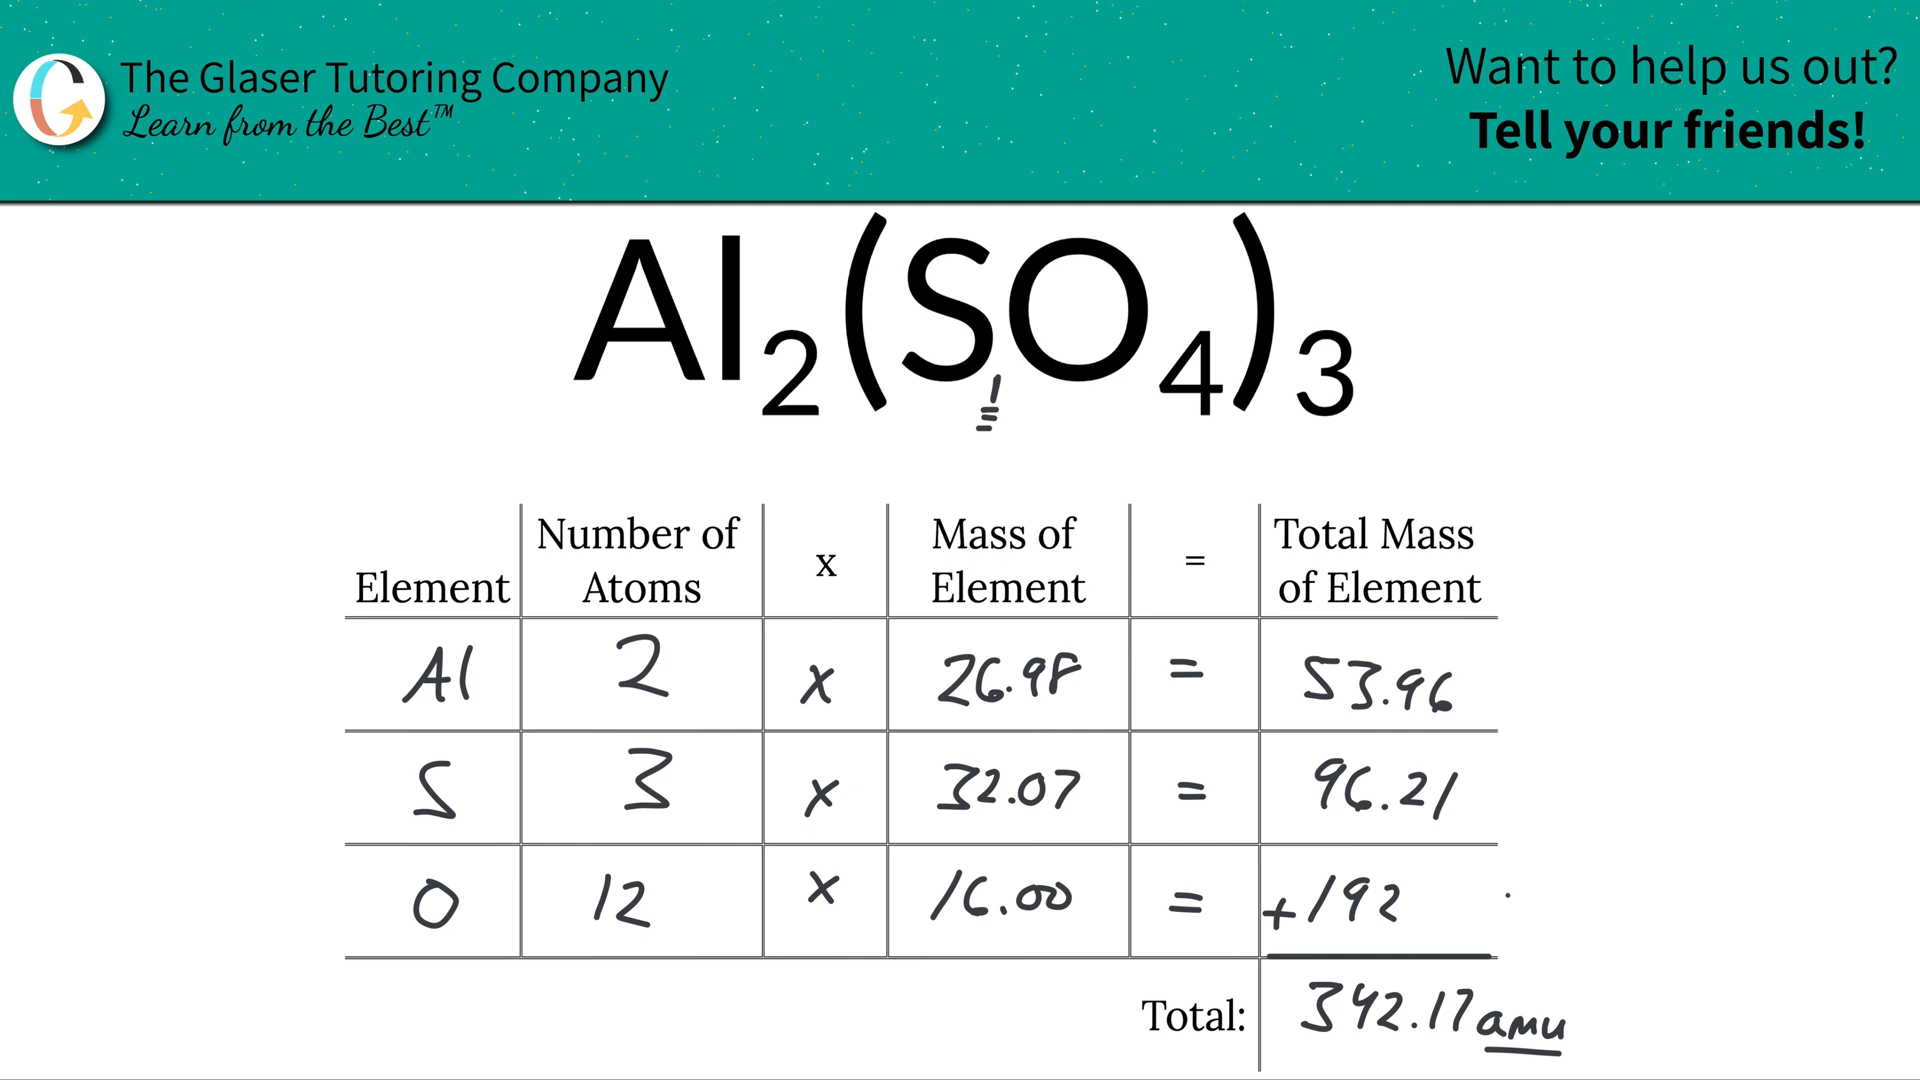 The Glaser Tutoring Company
Learn from the Best™
Want to help us out?
Tell your friends!
Al₂(SO₄)₃
Element Number of Atoms x Mass of Element = Total Mass of Element
Al 2 x 26.98 = 53.96
S 3 x 32.07 = 96.21
O 12 x 16.00 = +192
Total: 342.17 amu